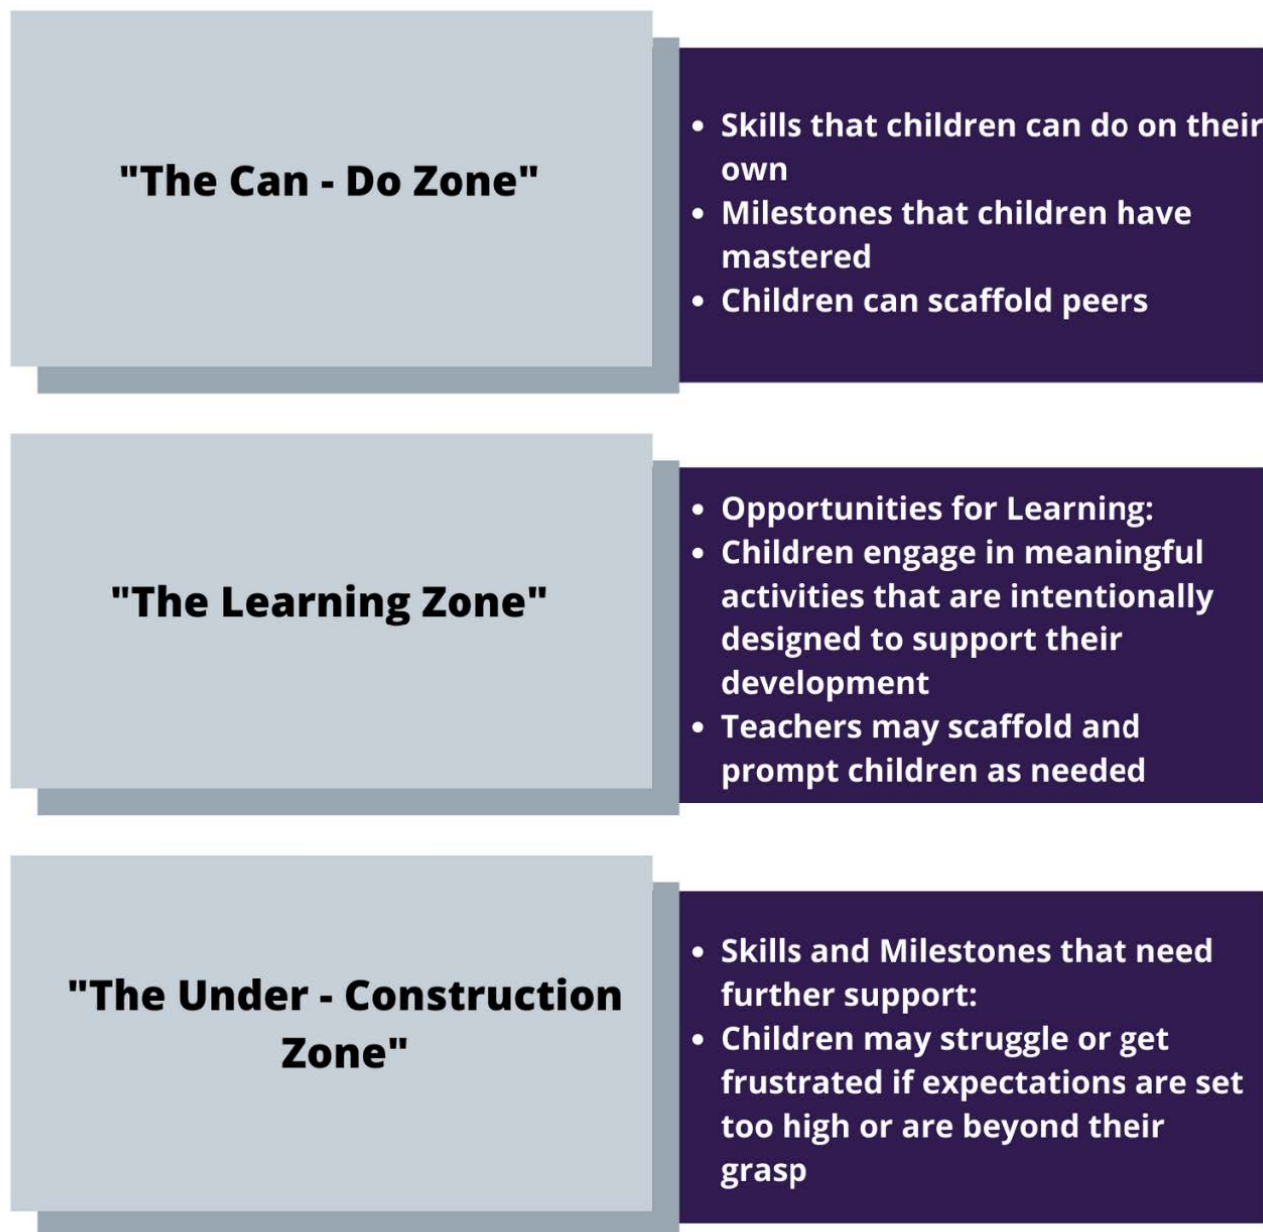 "The Can - Do Zone"
• Skills that children can do on their
own
• Milestones that children have
mastered
• Children can scaffold peers
"The Learning Zone"
• Opportunities for Learning:
• Children engage in meaningful
activities that are intentionally
designed to support their
development
• Teachers may scaffold and
prompt children as needed
"The Under - Construction
Zone"
• Skills and Milestones that need
further support:
• Children may struggle or get
frustrated if expectations are set
too high or are beyond their
grasp